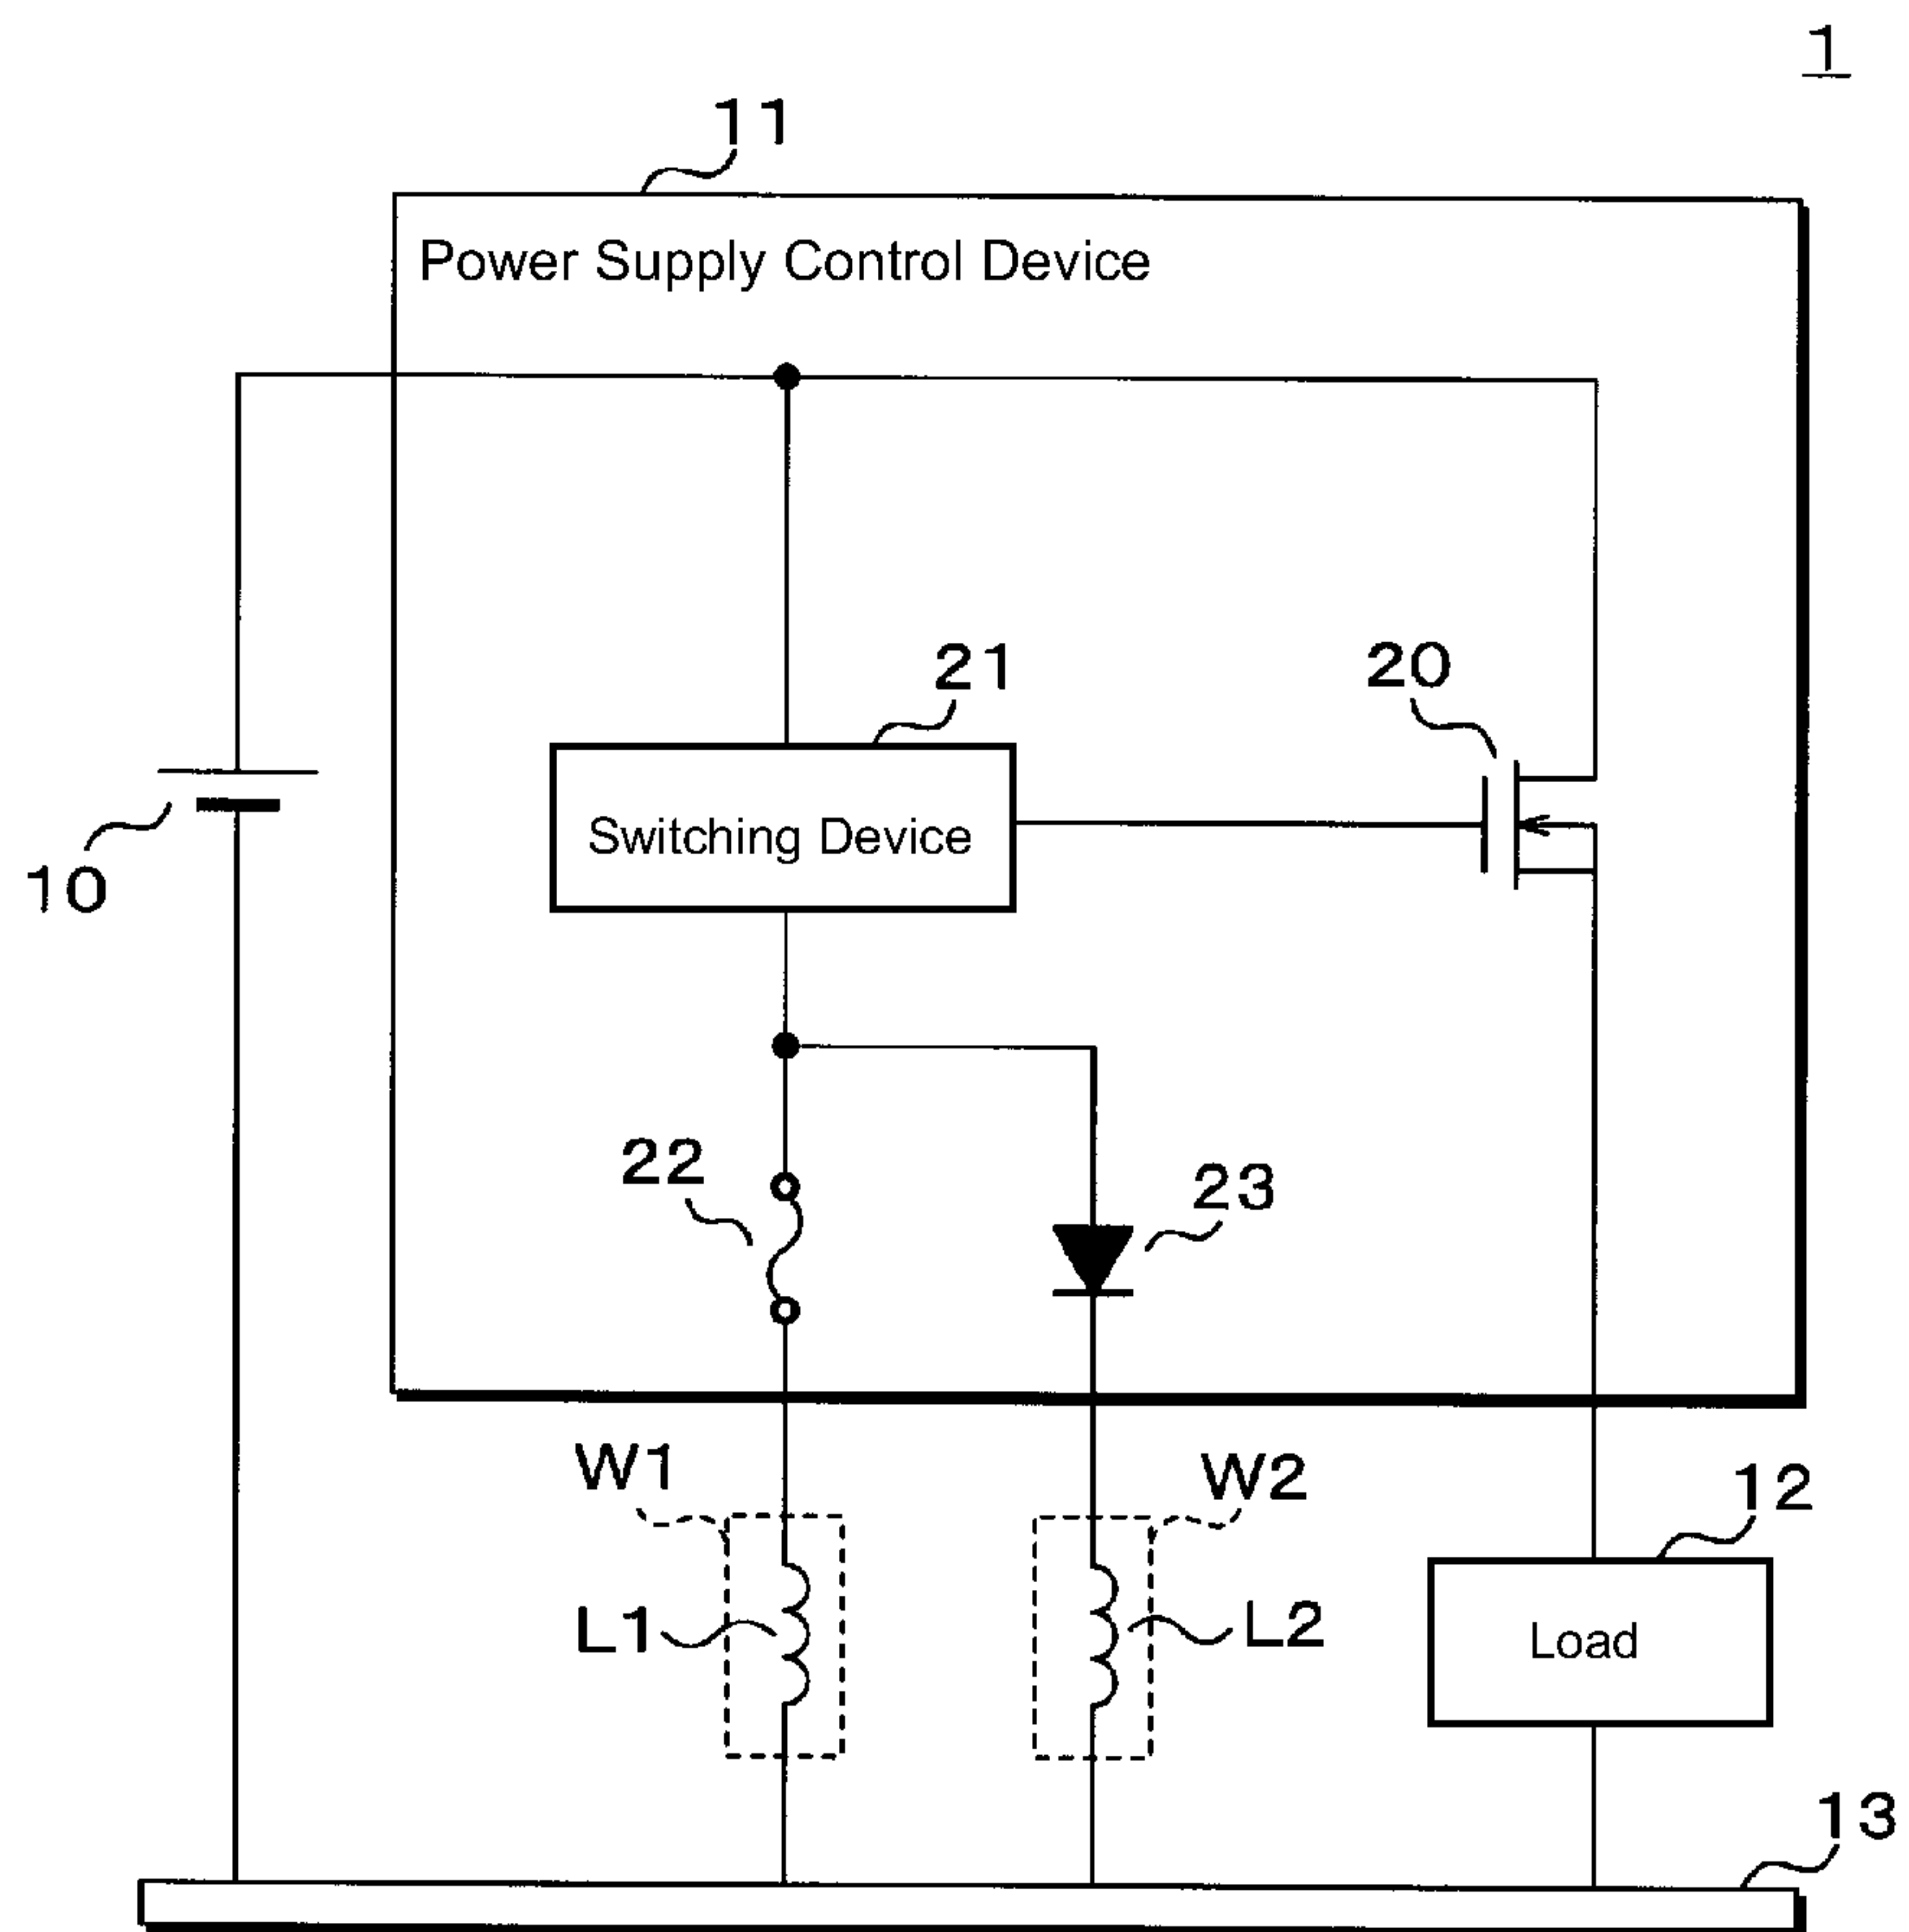 1
11
Power Supply Control Device
21
20
Switching Device
10
22
23
W1
W2
12
L1
L2
Load
13